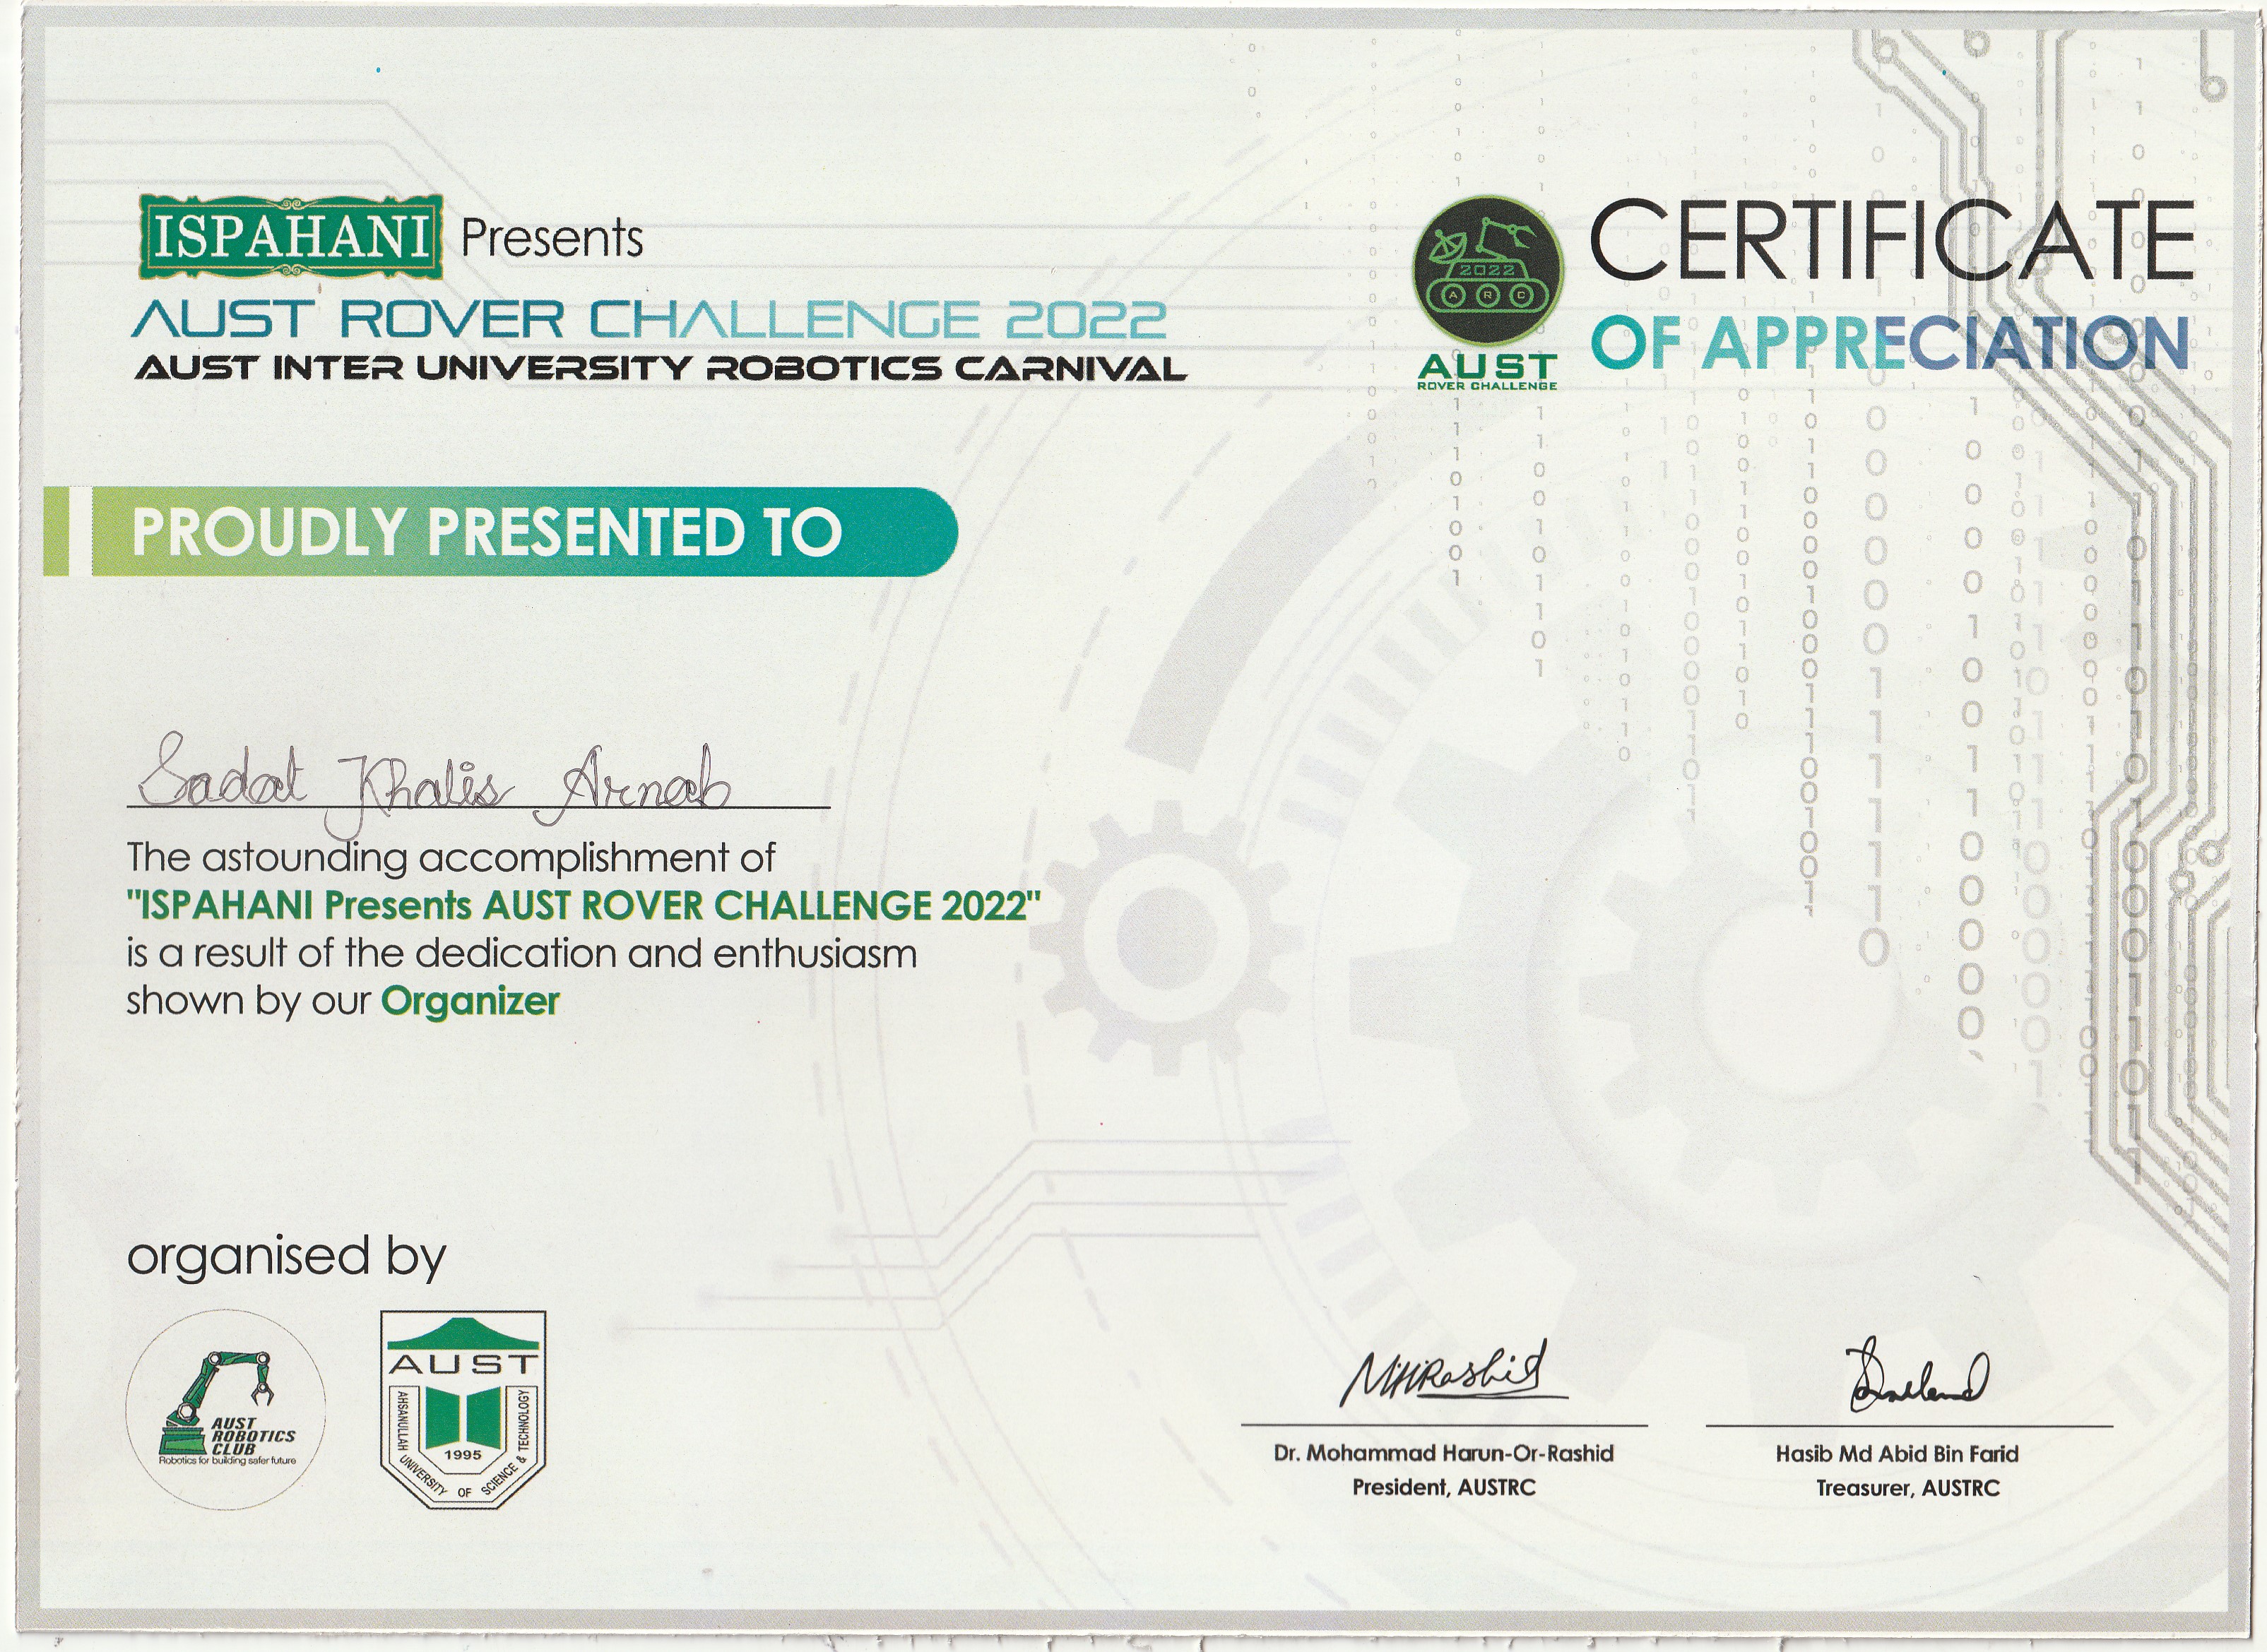 ISPAHANI Presents
AUST ROVER CHALLENGE 2022
AUST INTER UNIVERSITY ROBOTICS CARNIVAL
2022
A R C
AUST
ROVER CHALLENGE
CERTIFICATE
OF APPRECIATION
PROUDLY PRESENTED TO
Sadat Khalis Arnab
The astounding accomplishment of
"ISPAHANI Presents AUST ROVER CHALLENGE 2022"
is a result of the dedication and enthusiasm
shown by our Organizer
organised by
AUST
ROBOTICS
CLUB
Robotics for building safer future
AUST
AHSANULLAH UNIVERSITY OF SCIENCE & TECHNOLOGY
1995
MHRashid
Dr. Mohammad Harun-Or-Rashid
President, AUSTRC
Hasib Md Abid Bin Farid
Treasurer, AUSTRC